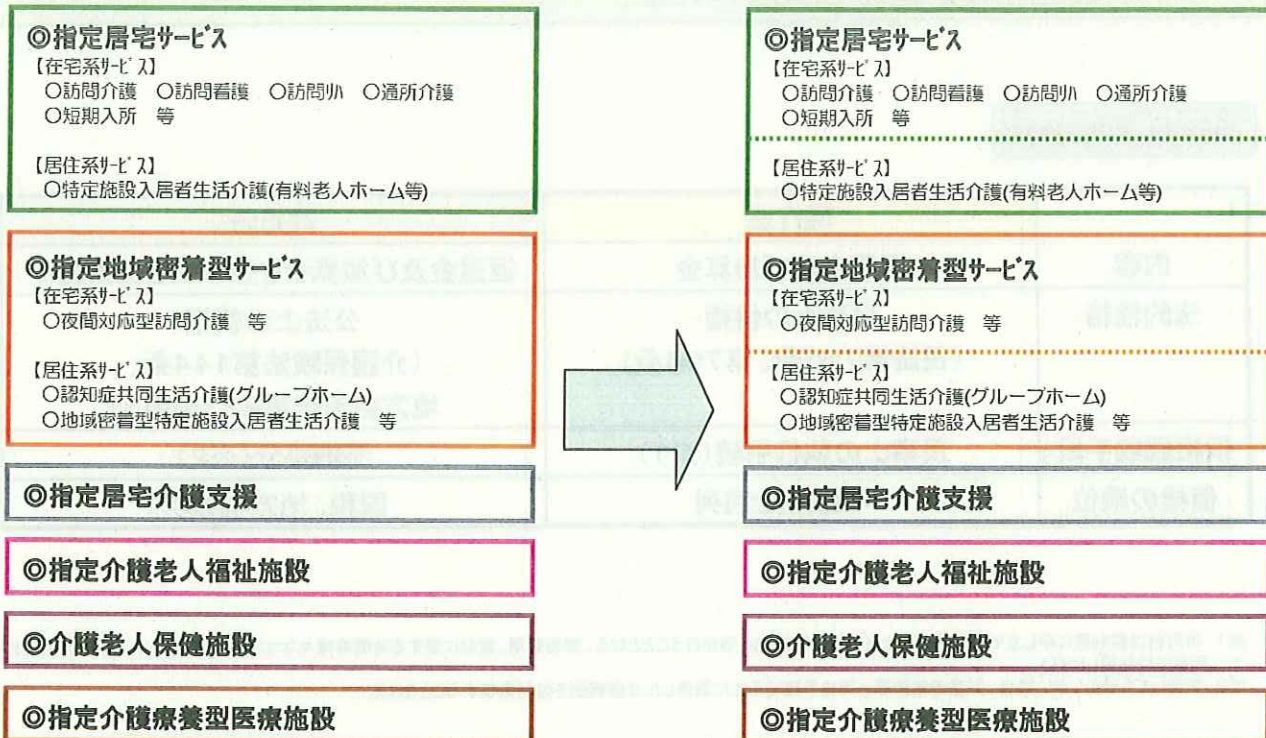 ◎指定居宅サービス
【在宅系サービス】
○訪問介護　○訪問看護　○訪問リハ　○通所介護
○短期入所　等
【居住系サービス】
○特定施設入居者生活介護(有料老人ホーム等)
◎指定地域密着型サービス
【在宅系サービス】
○夜間対応型訪問介護　等
【居住系サービス】
○認知症共同生活介護(グループホーム)
○地域密着型特定施設入居者生活介護　等
◎指定居宅介護支援
◎指定介護老人福祉施設
◎介護老人保健施設
◎指定介護療養型医療施設
◎指定居宅サービス
【在宅系サービス】
○訪問介護　○訪問看護　○訪問リハ　○通所介護
○短期入所　等
【居住系サービス】
○特定施設入居者生活介護(有料老人ホーム等)
◎指定地域密着型サービス
【在宅系サービス】
○夜間対応型訪問介護　等
【居住系サービス】
○認知症共同生活介護(グループホーム)
○地域密着型特定施設入居者生活介護　等
◎指定居宅介護支援
◎指定介護老人福祉施設
◎介護老人保健施設
◎指定介護療養型医療施設